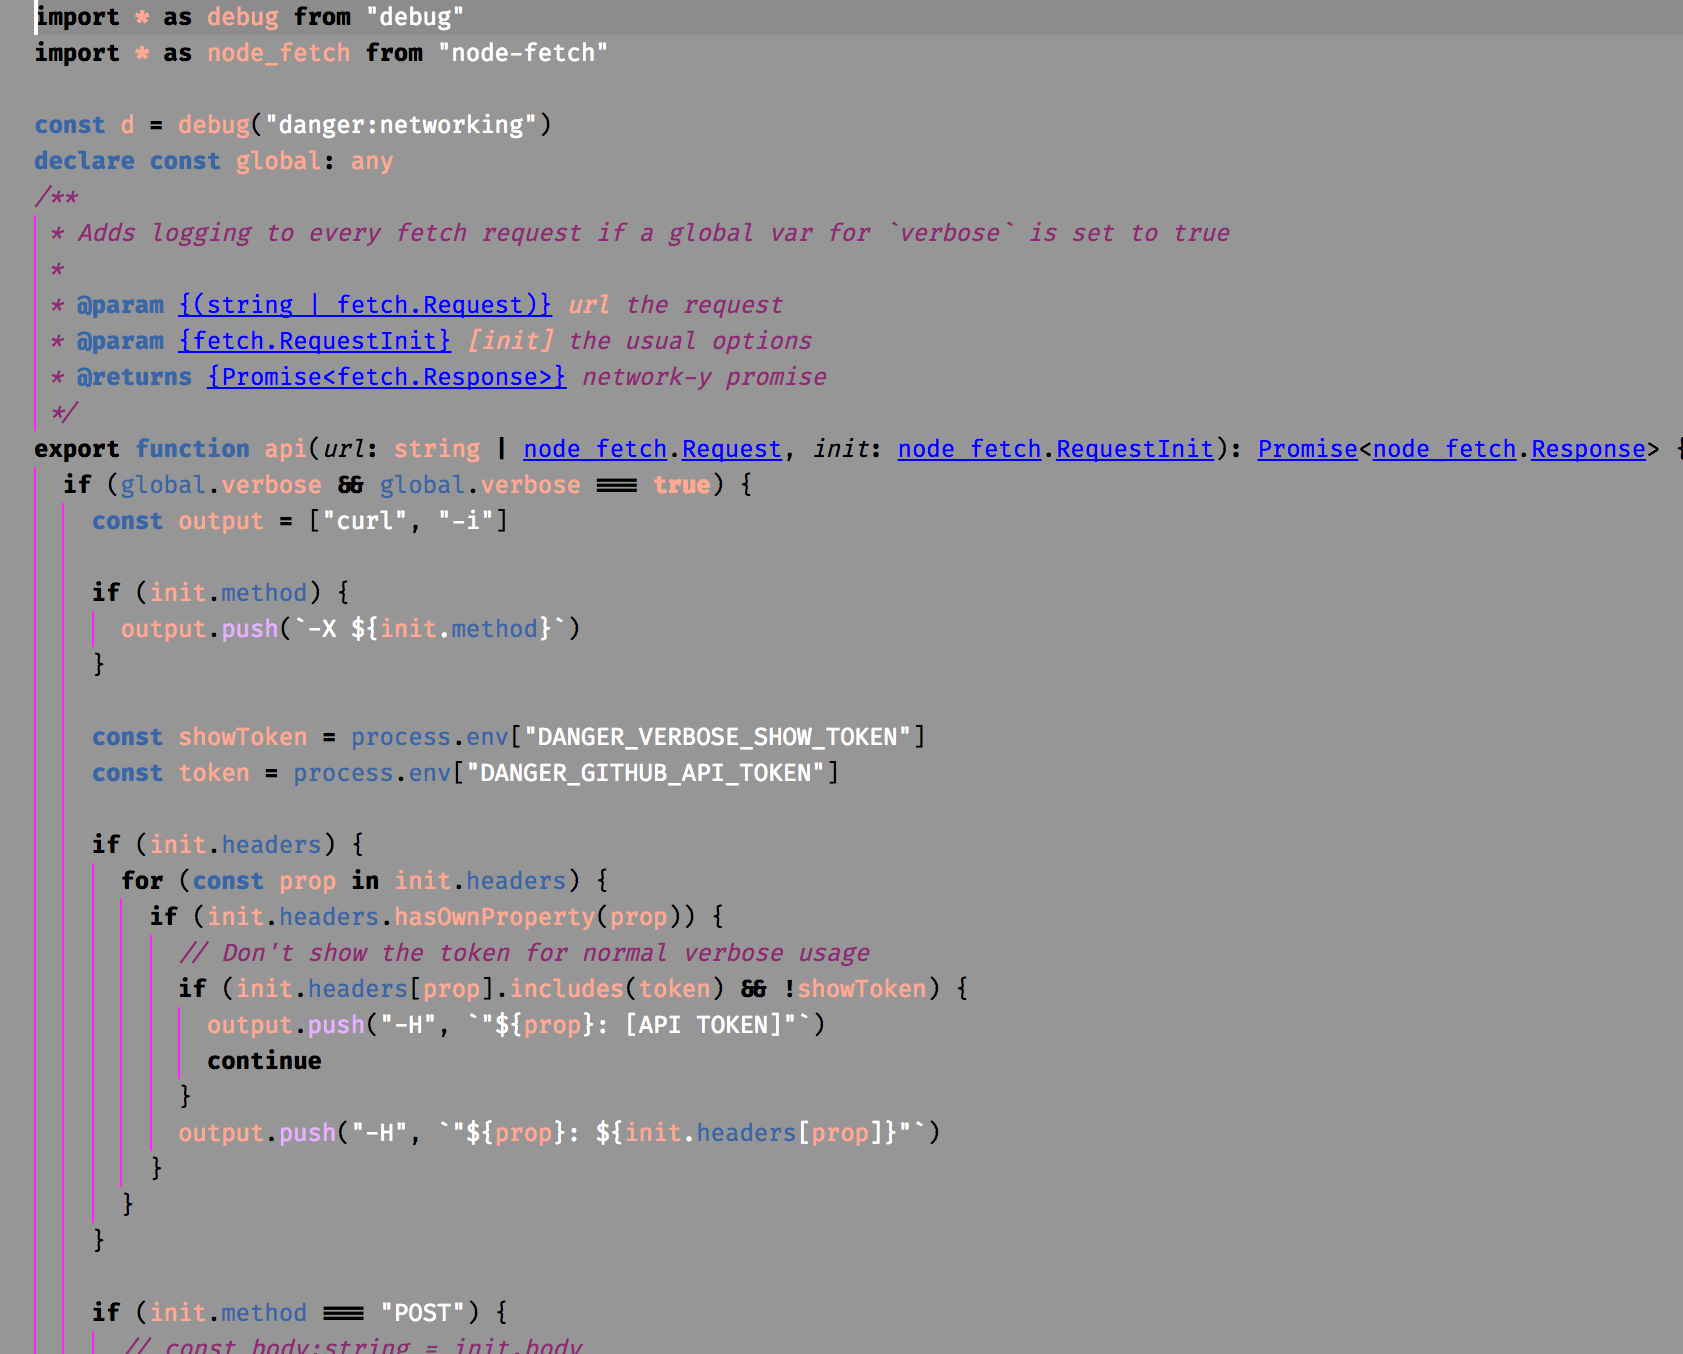 import * as debug from "debug"
import * as node_fetch from "node-fetch"

const d = debug("danger:networking")
declare const global: any
/**
 * Adds logging to every fetch request if a global var for `verbose` is set to true
 *
 * @param {(string | fetch.Request)} url the request
 * @param {fetch.RequestInit} [init] the usual options
 * @returns {Promise<fetch.Response>} network-y promise
 */
export function api(url: string | node_fetch.Request, init: node_fetch.RequestInit): Promise<node_fetch.Response> {
  if (global.verbose && global.verbose === true) {
    const output = ["curl", "-i"]

    if (init.method) {
      output.push(`-X ${init.method}`)
    }

    const showToken = process.env["DANGER_VERBOSE_SHOW_TOKEN"]
    const token = process.env["DANGER_GITHUB_API_TOKEN"]

    if (init.headers) {
      for (const prop in init.headers) {
        if (init.headers.hasOwnProperty(prop)) {
          // Don't show the token for normal verbose usage
          if (init.headers[prop].includes(token) && !showToken) {
            output.push("-H", `"${prop}: [API TOKEN]"`)
            continue
          }
          output.push("-H", `"${prop}: ${init.headers[prop]}"`)
        }
      }
    }

    if (init.method === "POST") {
      // const body:string = init.body